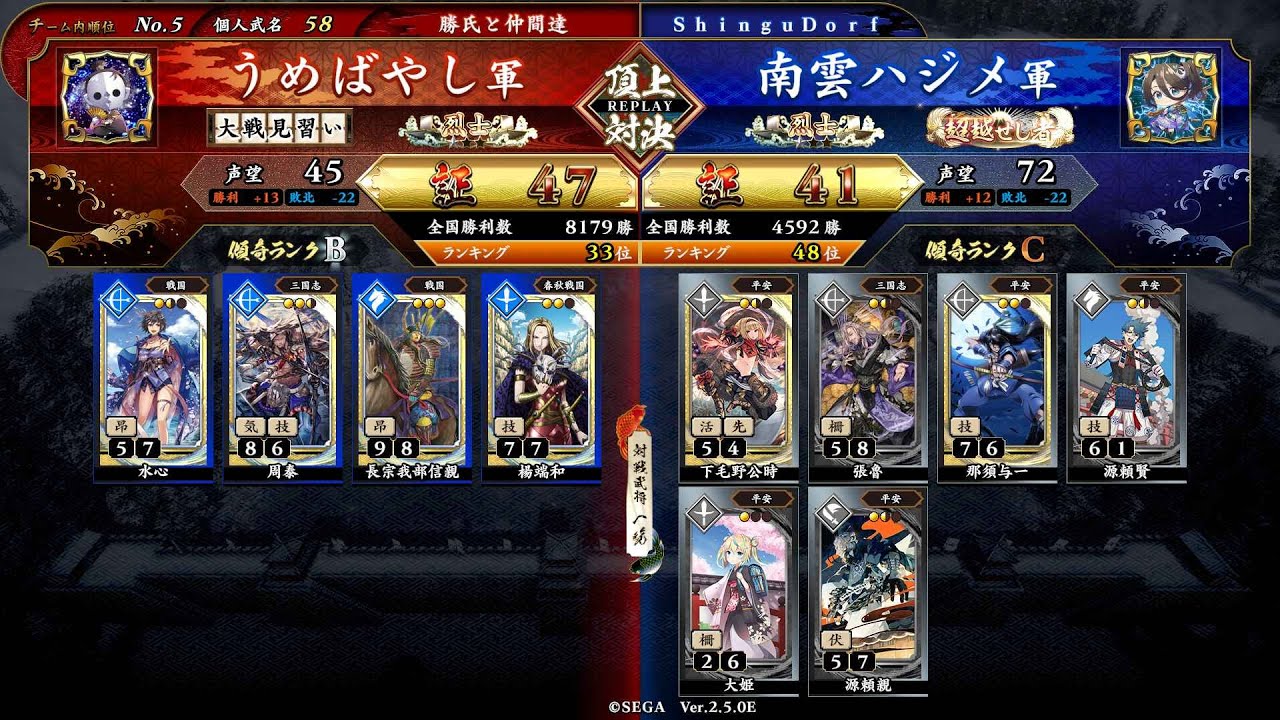 チーム内順位 No.5 個人武名 58 勝氏と仲間達 ShinguDorf
うめばやし軍 頂上 REPLAY 対決 南雲ハジメ軍
大戦見習い 烈士 烈士 超越せし者
声望 45 証 47 証 41 声望 72
勝利 +13 敗北 -22 勝利 +12 敗北 -22
全国勝利数 8179勝 全国勝利数 4592勝
傾奇ランクB ランキング 33位 ランキング 48位 傾奇ランクC
戦国 三国志 戦国 春秋戦国 平安 三国志 平安 平安
昴 気 技 昴 技 活 先 柵 技 技
5 7 8 6 9 8 7 7 5 4 5 8 7 6 6 1
水心 周泰 長宗我部信親 楊端和 下毛野公時 張魯 那須与一 源頼賢
対戦武将一覧
平安 平安
柵 伏
2 6 5 7
大姫 源頼親
©SEGA Ver.2.5.0E